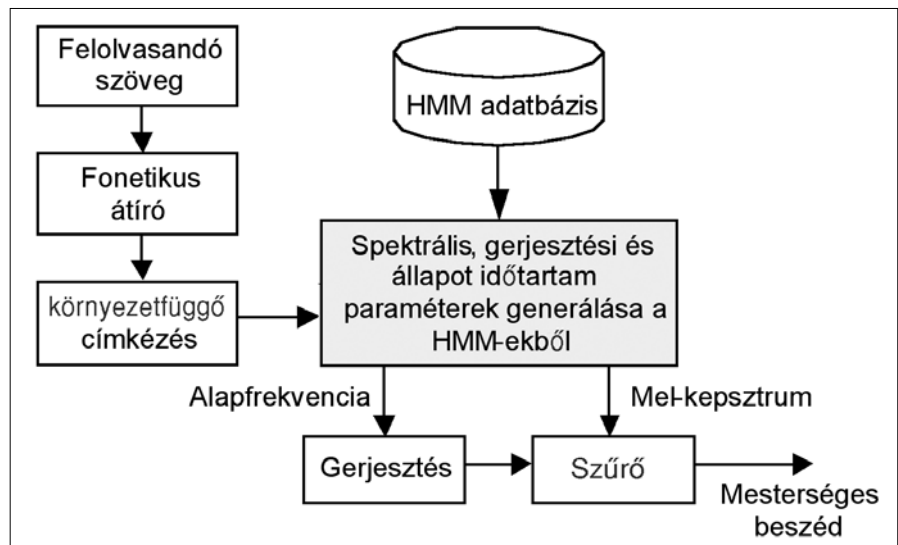 Felolvasandó
szöveg
HMM adatbázis
Fonetikus
átíró
Spektrális, gerjesztési és
állapot időtartam
paraméterek generálása a
HMM-ekből
környezetfüggő
címkézés
Alapfrekvencia
Mel-kepsztrum
Gerjesztés
Szűrő
Mesterséges
beszéd